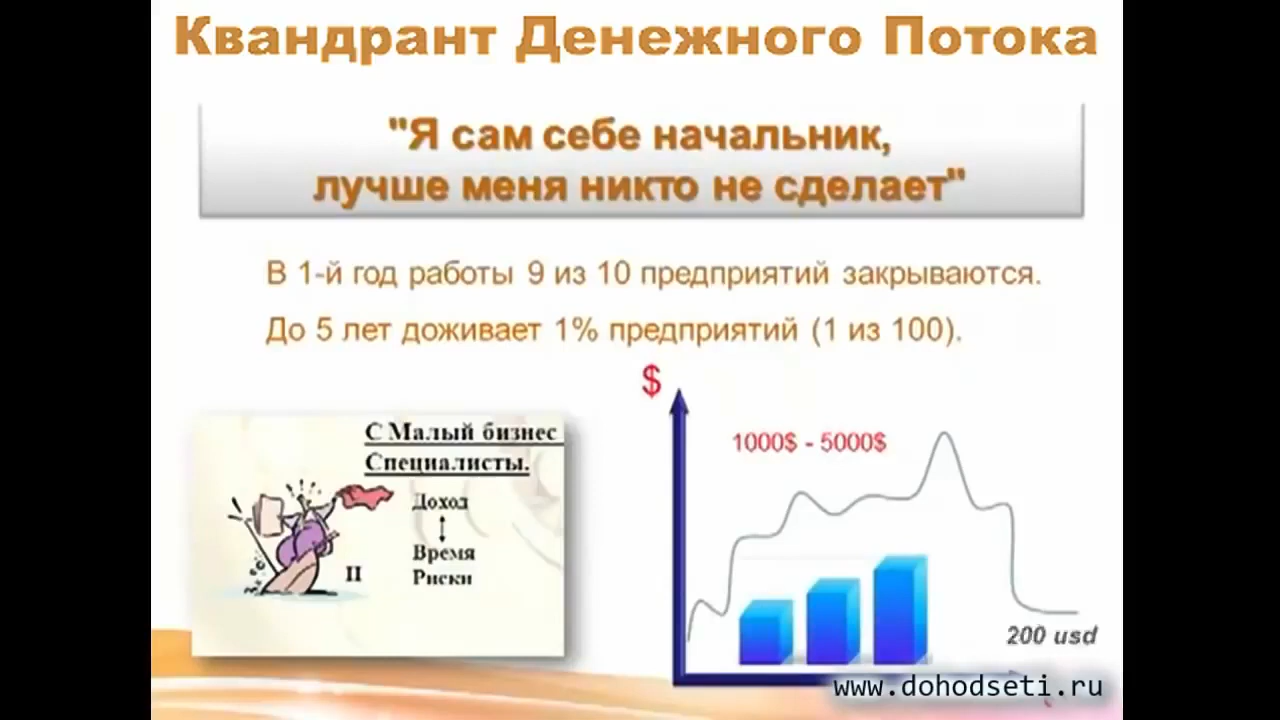 Квандрант Денежного Потока
"Я сам себе начальник,
лучше меня никто не сделает"
В 1-й год работы 9 из 10 предприятий закрываются.
До 5 лет доживает 1% предприятий (1 из 100).
С Малый бизнес
Специалисты.
Доход
Время
Риски
II
$
1000$ - 5000$
200 usd
www.dohodseti.ru